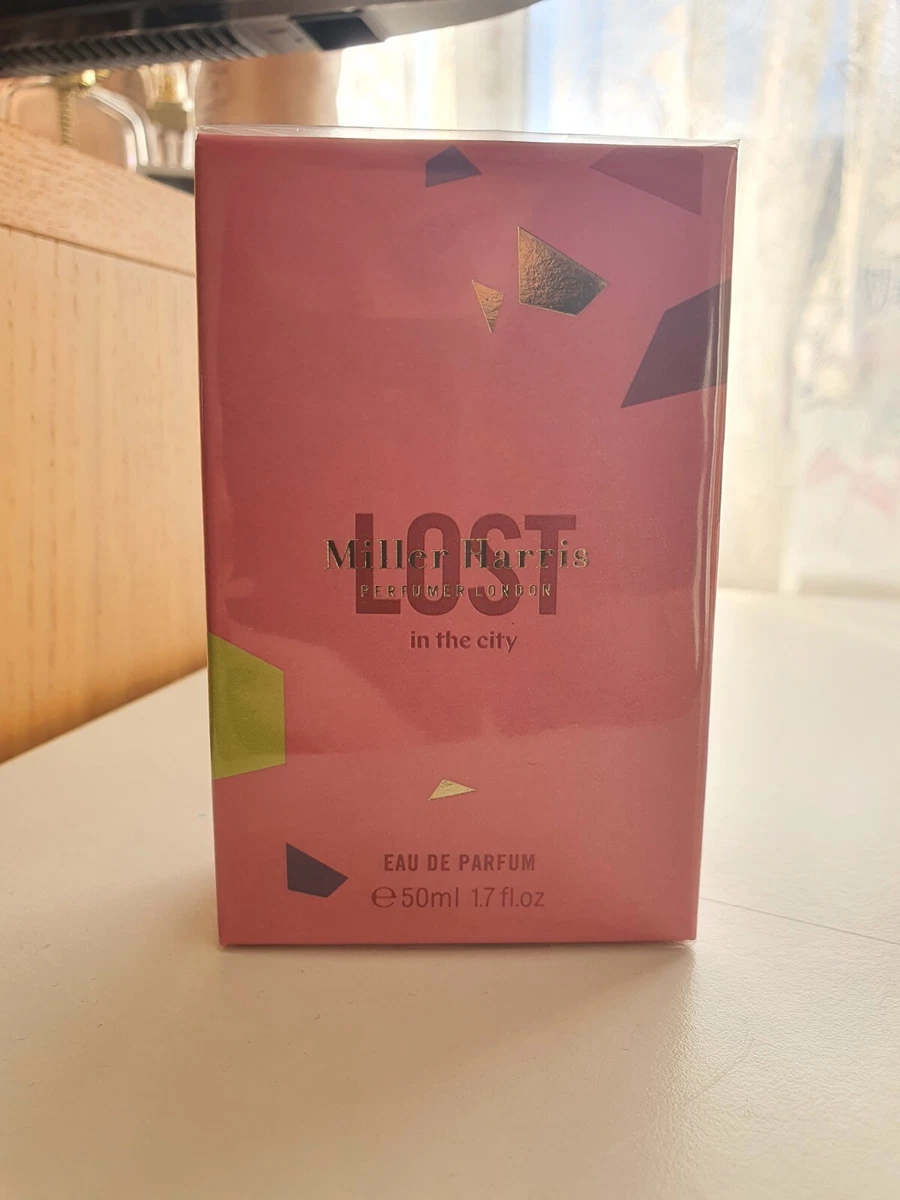 LOST
Miller Harris
PERFUMER LONDON
in the city
EAU DE PARFUM
℮ 50ml 1.7 fl.oz